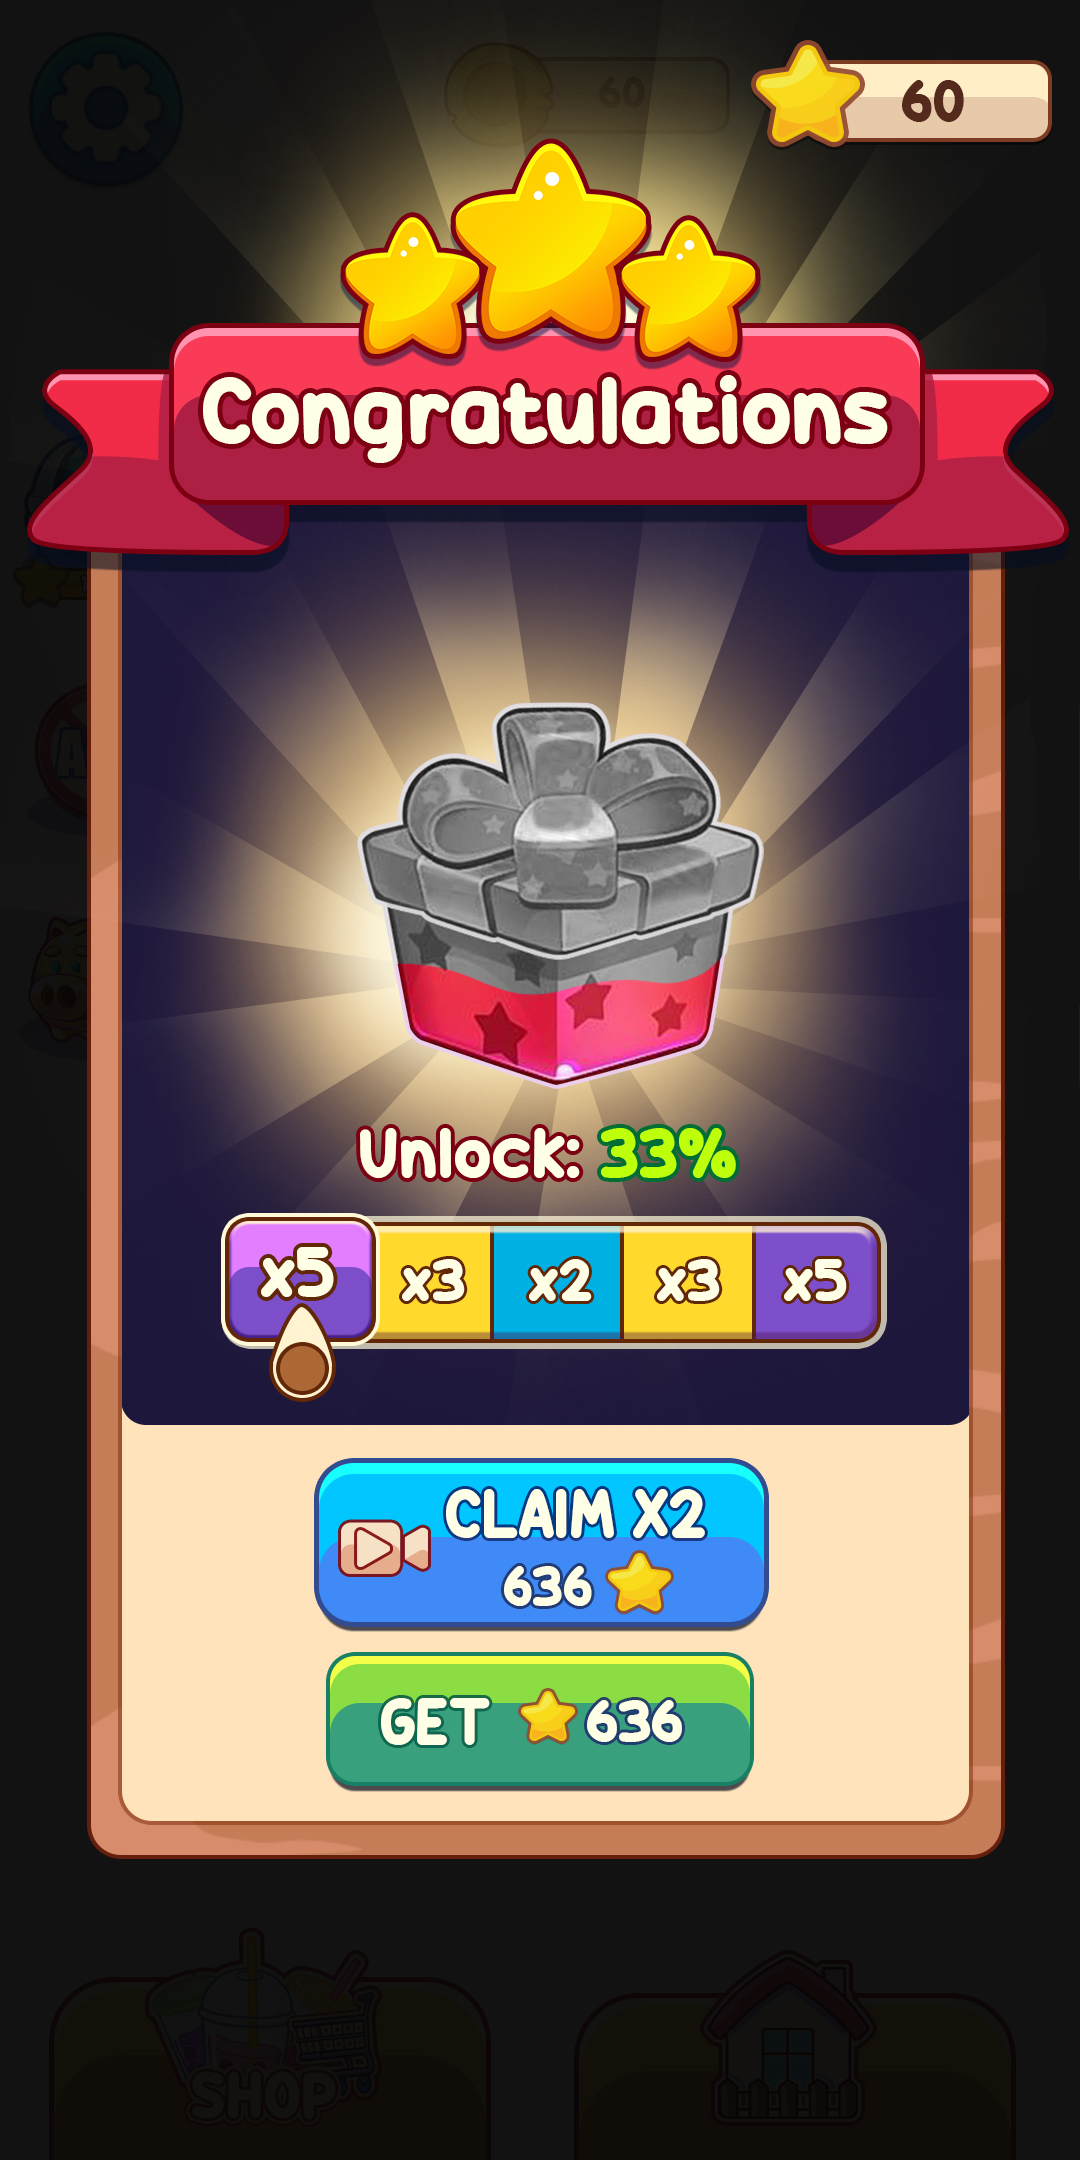 60
60
Congratulations
Unlock: 33%
x5 x3 x2 x3 x5
CLAIM X2
636
GET 636
SHOP